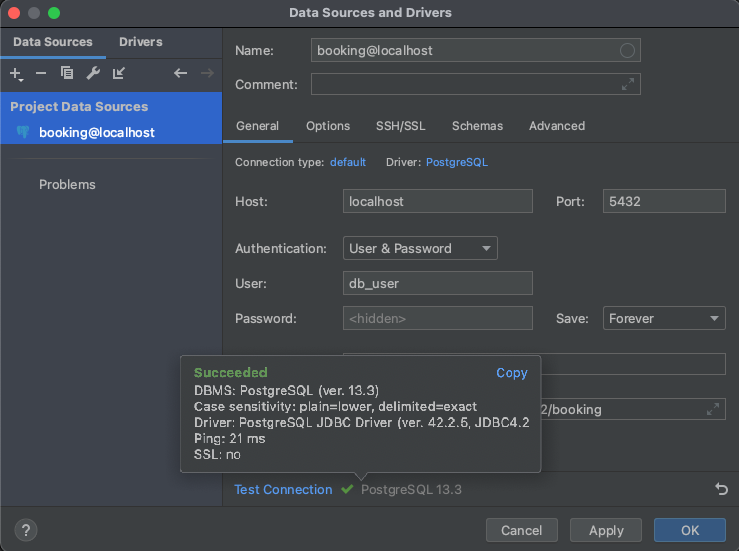 Data Sources and Drivers
Data Sources
Drivers
Project Data Sources
booking@localhost
Problems
Name: booking@localhost
Comment:
General Options SSH/SSL Schemas Advanced
Connection type: default Driver: PostgreSQL
Host: localhost Port: 5432
Authentication: User & Password
User: db_user
Password: <hidden> Save: Forever
Succeeded Copy
DBMS: PostgreSQL (ver. 13.3)
Case sensitivity: plain=lower, delimited=exact
Driver: PostgreSQL JDBC Driver (ver. 42.2.5, JDBC4.2
Ping: 21 ms
SSL: no
2/booking
Test Connection PostgreSQL 13.3
? Cancel Apply OK